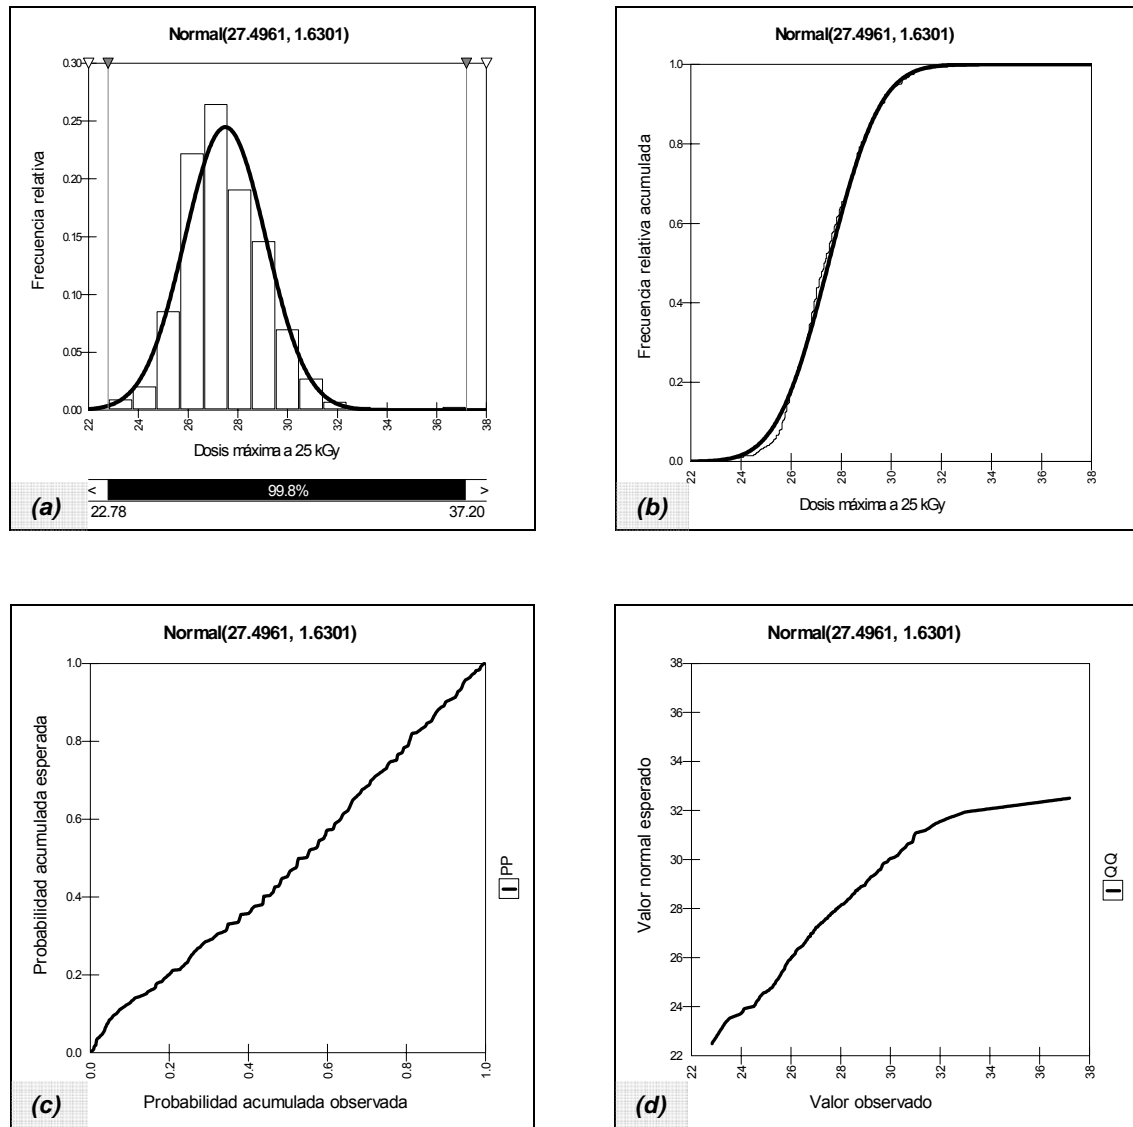 Normal(27.4961, 1.6301)
0.30
0.25
0.20
0.15
0.10
0.05
0.00
Frecuencia relativa
22 24 26 28 30 32 34 36 38
Dosis máxima a 25 kGy
< 99.8% >
22.78 37.20
(a)
Normal(27.4961, 1.6301)
1.0
0.8
0.6
0.4
0.2
0.0
Frecuencia relativa acumulada
22 24 26 28 30 32 34 36 38
Dosis máxima a 25 kGy
(b)
Normal(27.4961, 1.6301)
1.0
0.8
0.6
0.4
0.2
0.0
Probabilidad acumulada esperada
0.0 0.2 0.4 0.6 0.8 1.0
Probabilidad acumulada observada
PP
(c)
Normal(27.4961, 1.6301)
38
36
34
32
30
28
26
24
22
Valor normal esperado
22 24 26 28 30 32 34 36 38
Valor observado
QQ
(d)